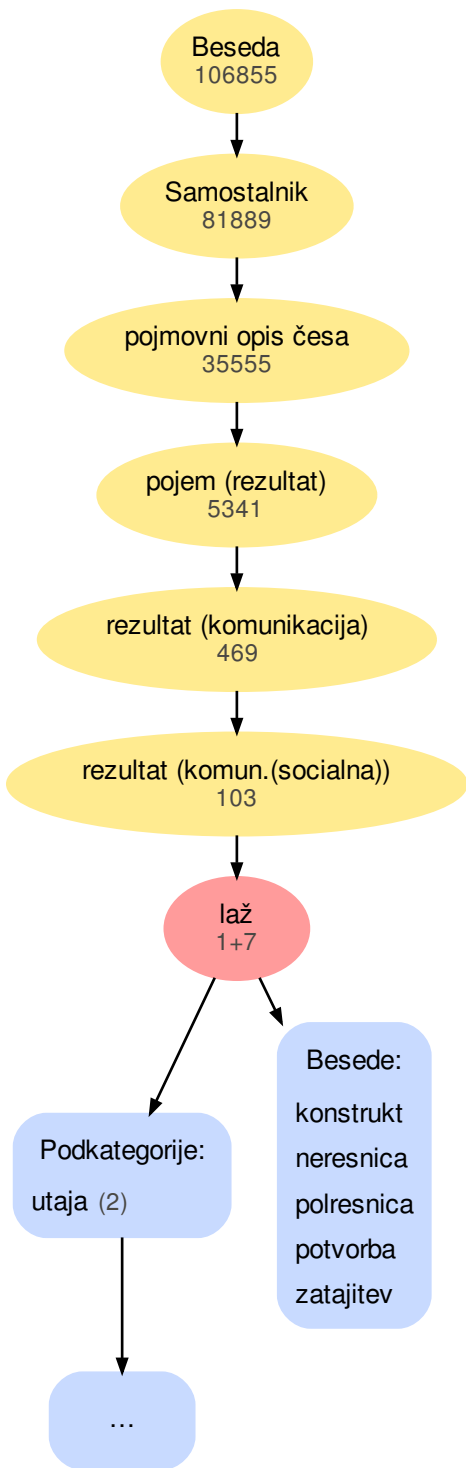 Beseda
106855
Samostalnik
81889
pojmovni opis česa
35555
pojem (rezultat)
5341
rezultat (komunikacija)
469
rezultat (komun.(socialna))
103
laž
1+7
Besede:
konstrukt
neresnica
polresnica
potvorba
zatajitev
Podkategorije:
utaja (2)
…